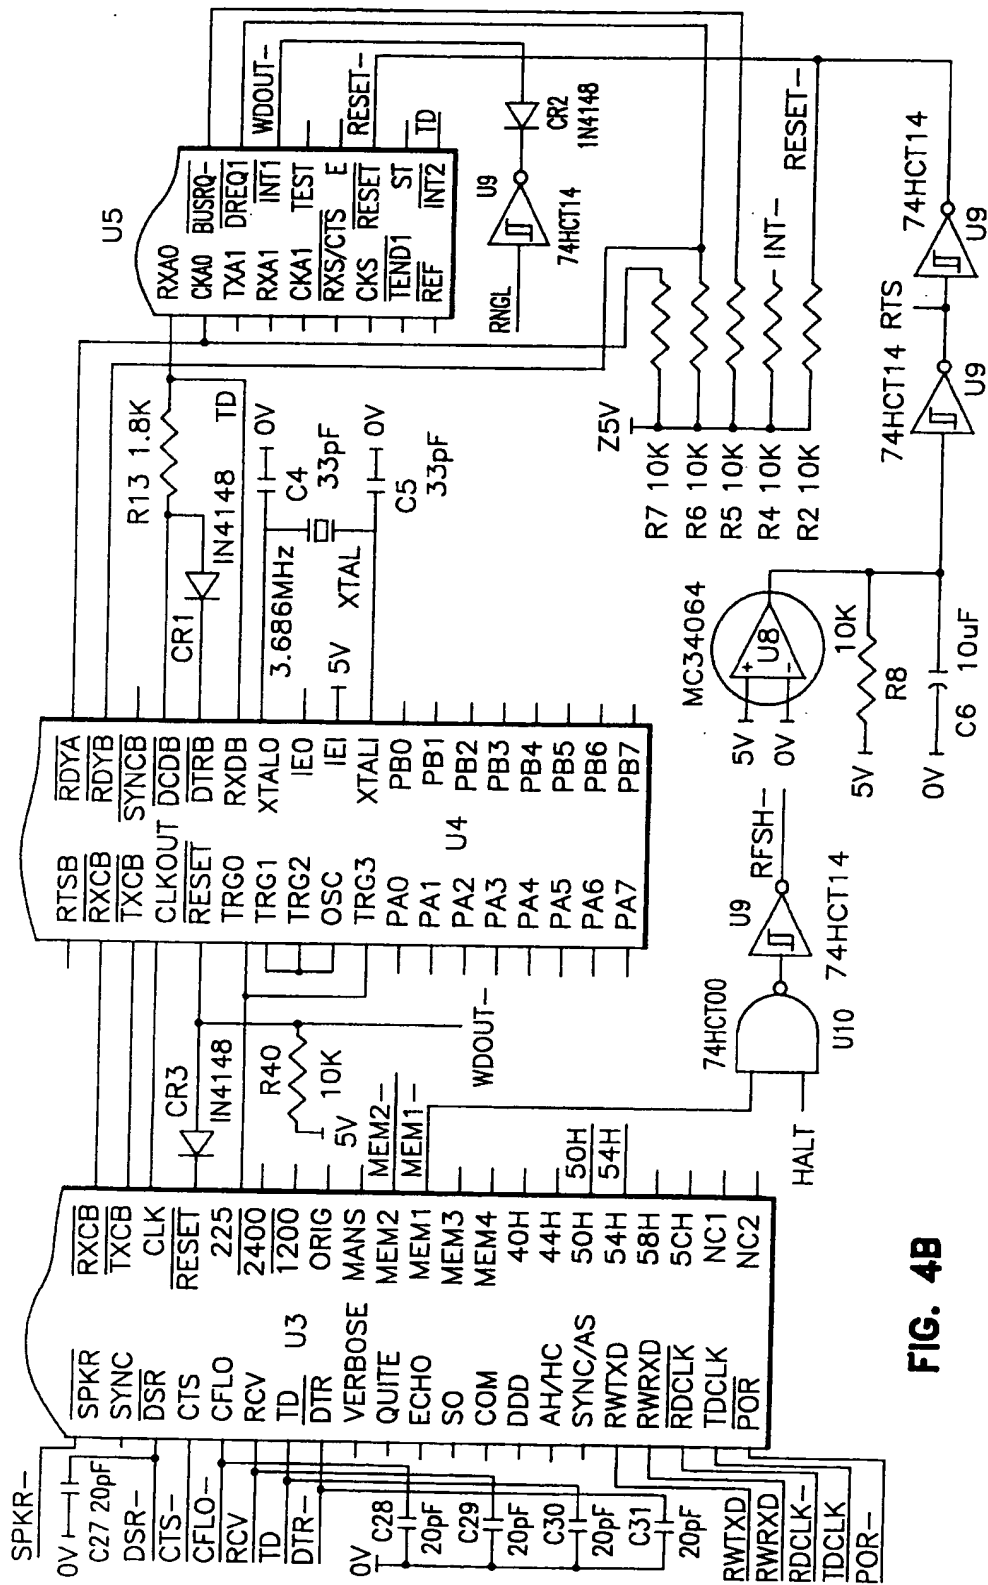 FIG. 4B
U5
RXA0
CKA0
TXA1
RXA1
CKA1
RXS/CTS
CKS
TEND1
REF
BUSRQ-
DREQ1
INT1
TEST
E
RESET
ST
INT2
WDOUT-
RESET-
TD
RNGL
U9
74HCT14
CR2
1N4148
R13 1.8K
CR1
IN4148
TD
3.686MHz
0V
C4
33pF
0V
C5
33pF
XTAL
5V
U4
RTSB
RXCB
TXCB
CLKOUT
RESET
TRG0
TRG1
TRG2
OSC
TRG3
PA0
PA1
PA2
PA3
PA4
PA5
PA6
PA7
RDYA
RDYB
SYNCB
DCDB
DTRB
RXDB
XTALO
IEO
IEI
XTALI
PB0
PB1
PB2
PB3
PB4
PB5
PB6
PB7
Z5V
R7 10K
R6 10K
R5 10K
R4 10K
R2 10K
INT-
RESET-
74HCT14
U9
RTS
74HCT14
U9
MC34064
U8
+
-
5V
0V
10K
R8
5V
0V
C6
10uF
CR3
IN4148
R40
10K
5V
WDOUT-
MEM2-
MEM1-
50H
54H
HALT
74HCT00
U10
U9
74HCT14
RFSH-
U3
SPKR
SYNC
DSR
CTS
CFLO
RCV
TD
DTR
VERBOSE
QUITE
ECHO
SO
COM
DDD
AH/HC
SYNC/AS
RWTXD
RWRXD
RDCLK
TDCLK
POR
RXCB
TXCB
CLK
RESET
225
2400
1200
ORIG
MANS
MEM2
MEM1
MEM3
MEM4
40H
44H
50H
54H
58H
5CH
NC1
NC2
SPKR-
0V
C27 20pF
DSR-
CTS-
CFLO-
RCV
TD
DTR-
0V
C28
20pF
C29
20pF
C30
20pF
C31
20pF
RWTXD
RWRXD
RDCLK-
TDCLK
POR-